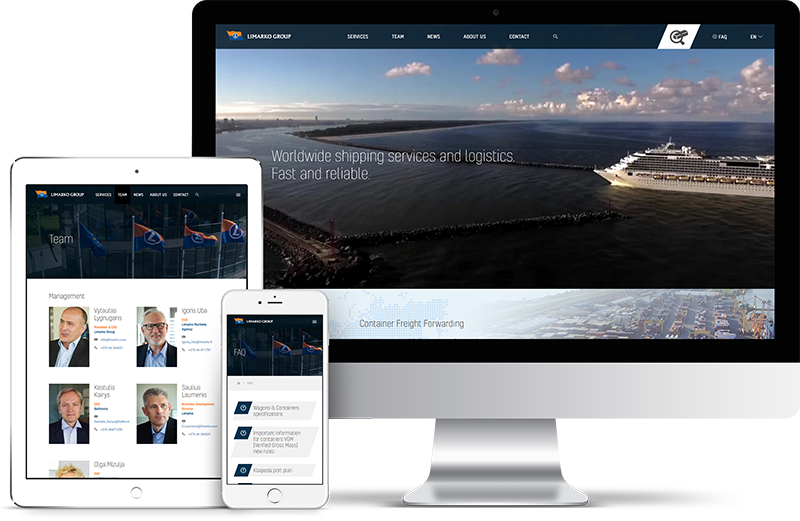 LIMARKO GROUP SERVICES TEAM NEWS ABOUT US CONTACT FAQ EN
Worldwide shipping services and logistics.
Fast and reliable.
Container Freight Forwarding
LIMARKO GROUP SERVICES TEAM NEWS ABOUT US CONTACT
Team
Management
Vytautas
Lygnugaris
President & CEO
Limarko Group
Igoris Uba
CEO
Limarko Maritime
Agency
Kęstutis
Kairys
CEO
Saulius
Laumenis
Business Development
Director
Limarko
Olga Mizulja
LIMARKO GROUP
FAQ
FAQ
Wagons & Containers
specifications
Important information
for containers VGM
(Verified Gross Mass)
new rules
Klaipeda port plan